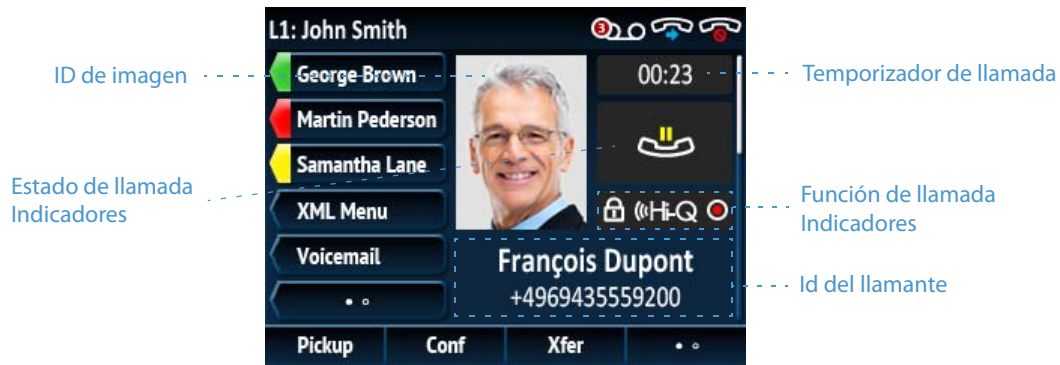 L1: John Smith
3
ID de imagen
George Brown
00:23
Temporizador de llamada
Martin Pederson
Samantha Lane
Estado de llamada
Indicadores
XML Menu
Hi-Q
Función de llamada
Indicadores
Voicemail
François Dupont
+4969435559200
Id del llamante
Pickup
Conf
Xfer